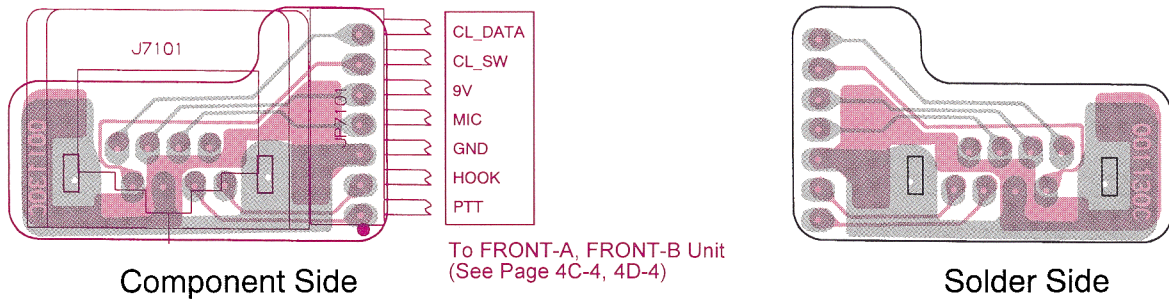 J7101
CL_DATA
CL_SW
9V
MIC
GND
HOOK
PTT
JP7101
To FRONT-A, FRONT-B Unit
(See Page 4C-4, 4D-4)
Component Side
Solder Side